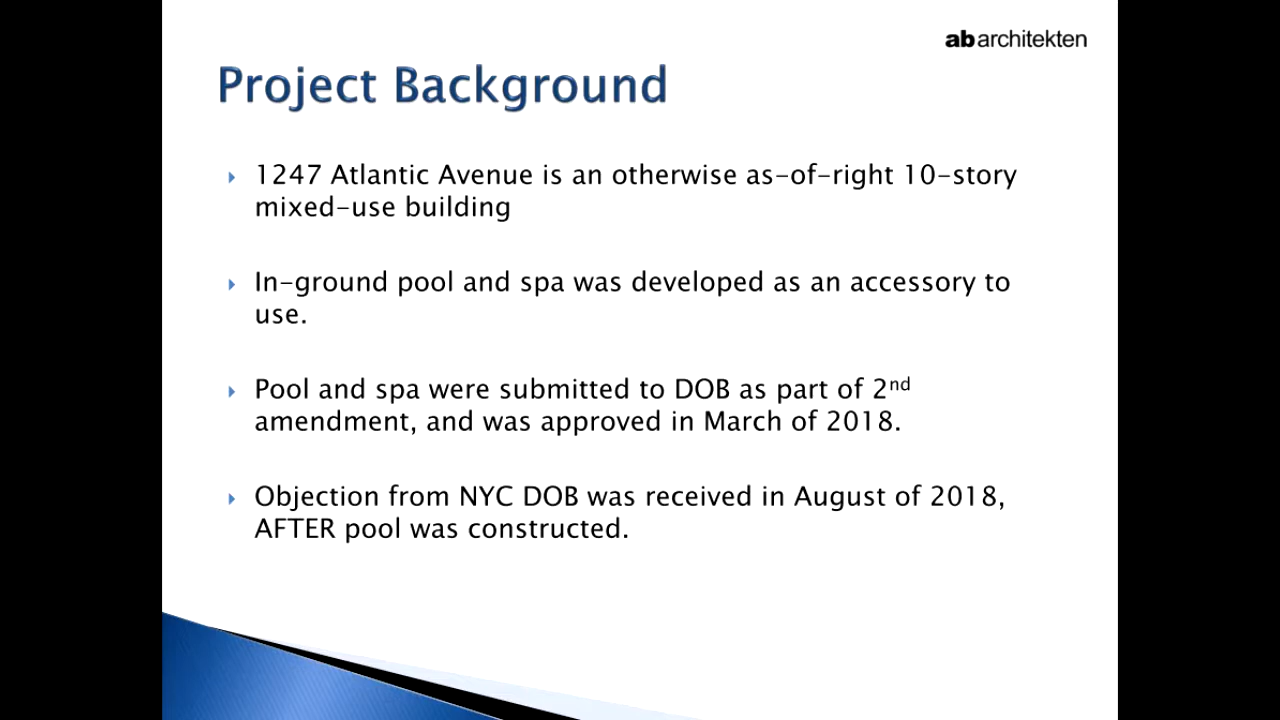 ab architekten
Project Background
1247 Atlantic Avenue is an otherwise as-of-right 10-story
mixed-use building
In-ground pool and spa was developed as an accessory to
use.
Pool and spa were submitted to DOB as part of 2nd
amendment, and was approved in March of 2018.
Objection from NYC DOB was received in August of 2018,
AFTER pool was constructed.